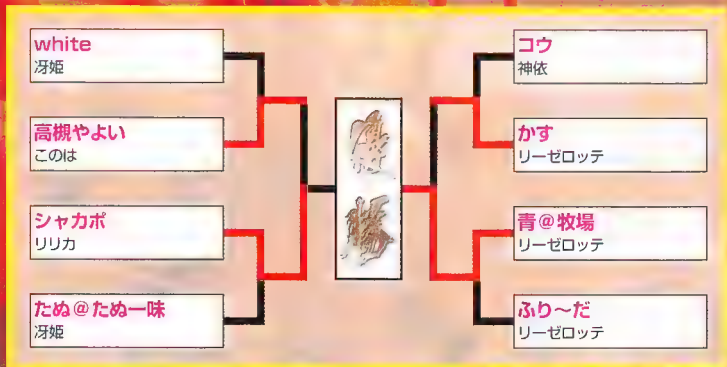 white
冴姫
高槻やよい
このは
シャカポ
リリカ
たぬ@たぬ一味
冴姫
優勝
コウ
神依
かす
リーゼロッテ
青@牧場
リーゼロッテ
ふり～だ
リーゼロッテ